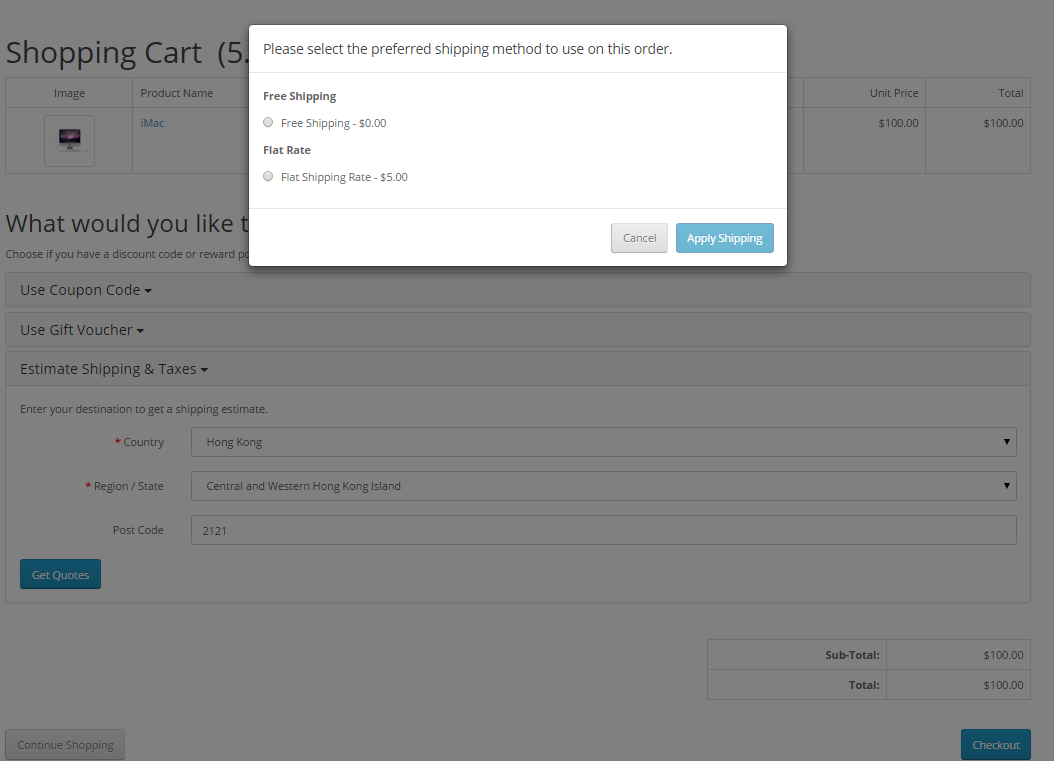 Please select the preferred shipping method to use on this order.
Free Shipping
Free Shipping - $0.00
Flat Rate
Flat Shipping Rate - $5.00
Cancel Apply Shipping
Shopping Cart (5.
Image Product Name Unit Price Total
iMac $100.00 $100.00
What would you like t
Choose if you have a discount code or reward po
Use Coupon Code
Use Gift Voucher
Estimate Shipping & Taxes
Enter your destination to get a shipping estimate.
* Country Hong Kong
* Region / State Central and Western Hong Kong Island
Post Code 2121
Get Quotes
Sub-Total: $100.00
Total: $100.00
Continue Shopping Checkout